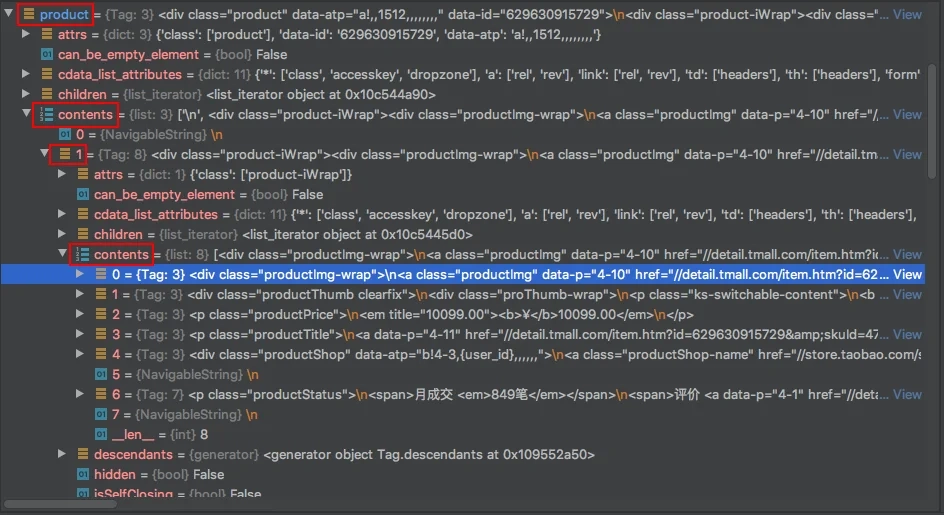 product = {Tag: 3} <div class="product" data-atp="a!,,1512,,,,,,,," data-id="629630915729">\n<div class="product-iWrap"><div class=... View
attrs = {dict: 3} {'class': ['product'], 'data-id': '629630915729', 'data-atp': 'a!,,1512,,,,,,,,'}
can_be_empty_element = {bool} False
cdata_list_attributes = {dict: 11} {'*': ['class', 'accesskey', 'dropzone'], 'a': ['rel', 'rev'], 'link': ['rel', 'rev'], 'td': ['headers'], 'th': ['headers'], 'form'... View
children = {list_iterator} <list_iterator object at 0x10c544a90>
contents = {list: 3} ['\n', <div class="product-iWrap"><div class="productImg-wrap">\n<a class="productImg" data-p="4-10" href="/... View
0 = {NavigableString} \n
1 = {Tag: 8} <div class="product-iWrap"><div class="productImg-wrap">\n<a class="productImg" data-p="4-10" href="//detail.tm... View
attrs = {dict: 1} {'class': ['product-iWrap']}
can_be_empty_element = {bool} False
cdata_list_attributes = {dict: 11} {'*': ['class', 'accesskey', 'dropzone'], 'a': ['rel', 'rev'], 'link': ['rel', 'rev'], 'td': ['headers'], 'th': ['headers'],... View
children = {list_iterator} <list_iterator object at 0x10c5445d0>
contents = {list: 8} [<div class="productImg-wrap">\n<a class="productImg" data-p="4-10" href="//detail.tmall.com/item.htm?i... View
0 = {Tag: 3} <div class="productImg-wrap">\n<a class="productImg" data-p="4-10" href="//detail.tmall.com/item.htm?id=62... View
1 = {Tag: 3} <div class="productThumb clearfix">\n<div class="proThumb-wrap">\n<p class="ks-switchable-content">\n<b... View
2 = {Tag: 3} <p class="productPrice">\n<em title="10099.00"><b>¥</b>10099.00</em>\n</p>
3 = {Tag: 3} <p class="productTitle">\n<a data-p="4-11" href="//detail.tmall.com/item.htm?id=629630915729&amp;skuId=47... View
4 = {Tag: 3} <div class="productShop" data-atp="b!4-3,{user_id},,,,,,">\n<a class="productShop-name" href="//store.taobao.com/s... View
5 = {NavigableString} \n
6 = {Tag: 7} <p class="productStatus">\n<span>月成交 <em>849笔</em></span>\n<span>评价 <a data-p="4-1" href="//deta... View
7 = {NavigableString} \n
__len__ = {int} 8
descendants = {generator} <generator object Tag.descendants at 0x109552a50>
hidden = {bool} False
isSelfClosing = {bool} False